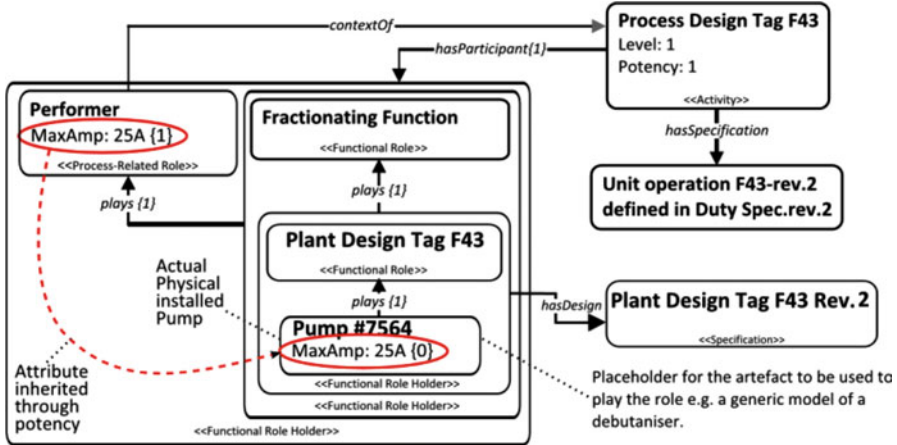 contextOf
Process Design Tag F43
Level: 1
Potency: 1
<<Activity>>
hasParticipant{1}
Performer
MaxAmp: 25A {1}
<<Process-Related Role>>
plays {1}
Fractionating Function
<<Functional Role>>
plays {1}
hasSpecification
Unit operation F43-rev.2
defined in Duty Spec.rev.2
Plant Design Tag F43
<<Functional Role>>
plays {1}
Actual
Physical
installed
Pump
Pump #7564
MaxAmp: 25A {0}
<<Functional Role Holder>>
<<Functional Role Holder>>
<<Functional Role Holder>>
hasDesign
Plant Design Tag F43 Rev.2
<<Specification>>
Attribute
inherited
through
potency
Placeholder for the artefact to be used to
play the role e.g. a generic model of a
debutaniser.